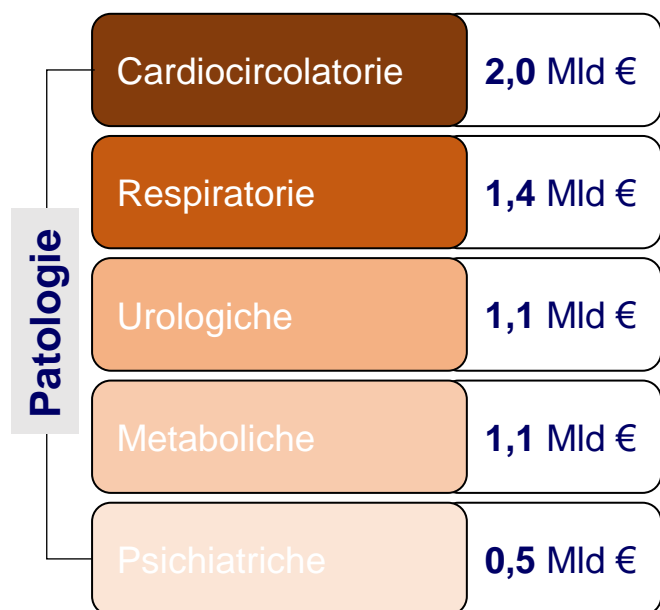 Patologie
Cardiocircolatorie 2,0 Mld €
Respiratorie 1,4 Mld €
Urologiche 1,1 Mld €
Metaboliche 1,1 Mld €
Psichiatriche 0,5 Mld €